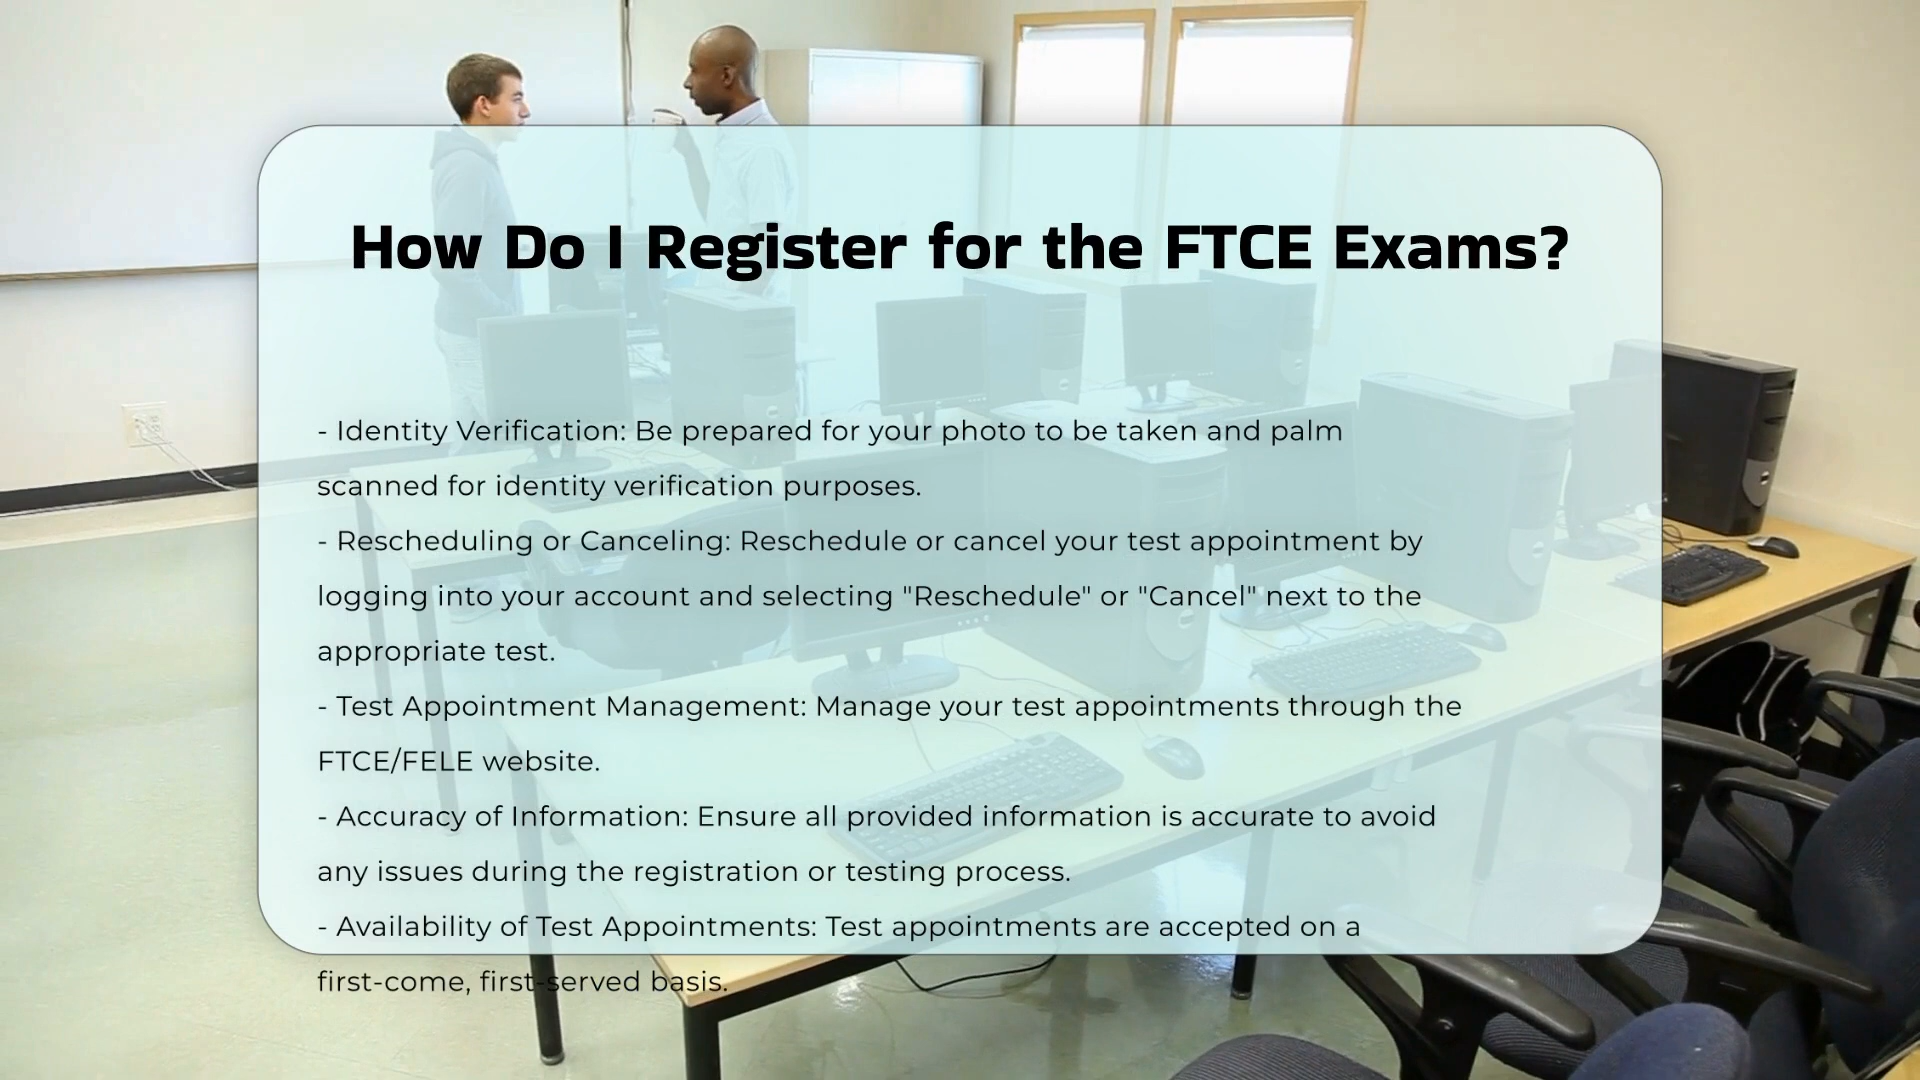 How Do I Register for the FTCE Exams?
- Identity Verification: Be prepared for your photo to be taken and palm
scanned for identity verification purposes.
- Rescheduling or Canceling: Reschedule or cancel your test appointment by
logging into your account and selecting "Reschedule" or "Cancel" next to the
appropriate test.
- Test Appointment Management: Manage your test appointments through the
FTCE/FELE website.
- Accuracy of Information: Ensure all provided information is accurate to avoid
any issues during the registration or testing process.
- Availability of Test Appointments: Test appointments are accepted on a
first-come, first-served basis.